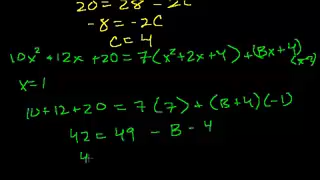 20 = 28 - 2C
-8 = -2C
C = 4
10x² + 12x + 20 = 7(x² + 2x + 4) + (Bx + 4)(x-2)
x = 1
10 + 12 + 20 = 7(7) + (B + 4)(-1)
42 = 49 - B - 4
4